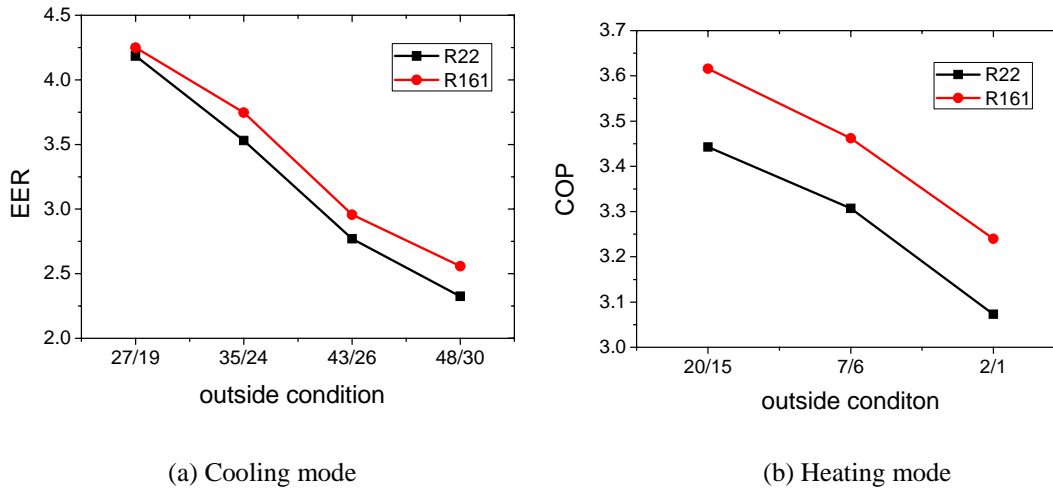 4.5
4.0
3.5
3.0
2.5
2.0
EER
R22
R161
27/19 35/24 43/26 48/30
outside condition
(a) Cooling mode
3.7
3.6
3.5
3.4
3.3
3.2
3.1
3.0
COP
R22
R161
20/15 7/6 2/1
outside conditon
(b) Heating mode